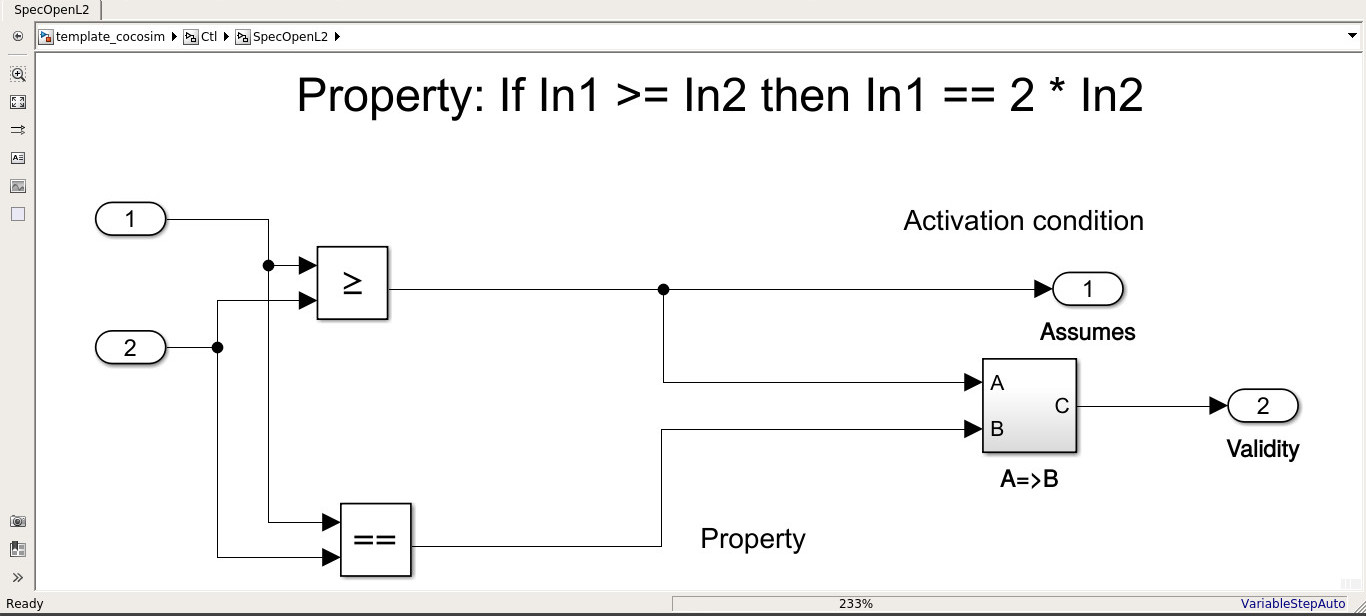 SpecOpenL2
template_cocosim Ctl SpecOpenL2
Property: If In1 >= In2 then In1 == 2 * In2
1
Activation condition
≥
1
2
Assumes
A
C
2
B
Validity
A=>B
==
Property
Ready 233% VariableStepAuto